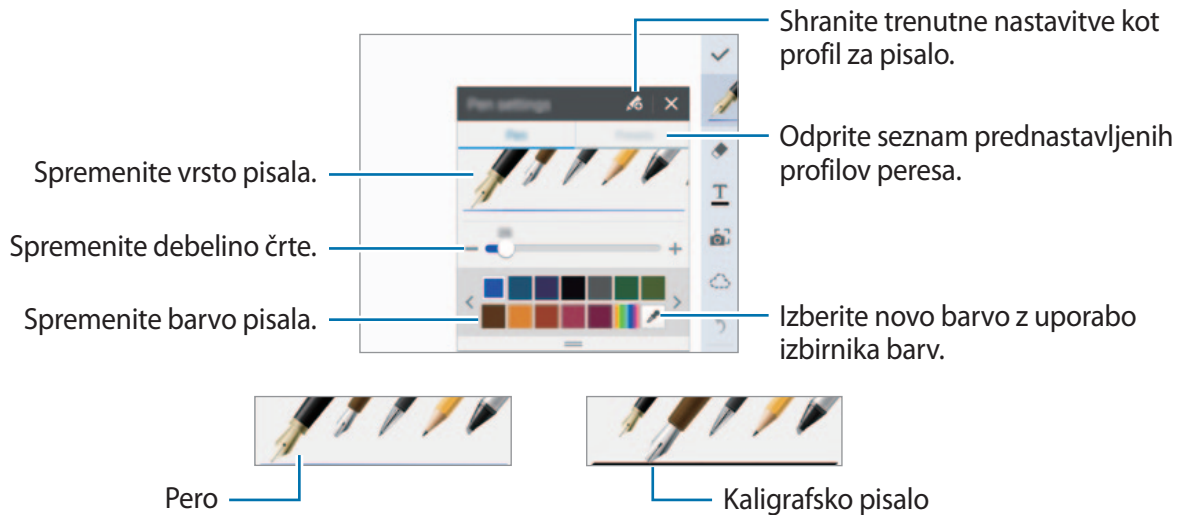 Shranite trenutne nastavitve kot
profil za pisalo.
Pen settings
Pen
Odprite seznam prednastavljenih
profilov peresa.
Spremenite vrsto pisala.
Spremenite debelino črte.
Spremenite barvo pisala.
Izberite novo barvo z uporabo
izbirnika barv.
Pero
Kaligrafsko pisalo